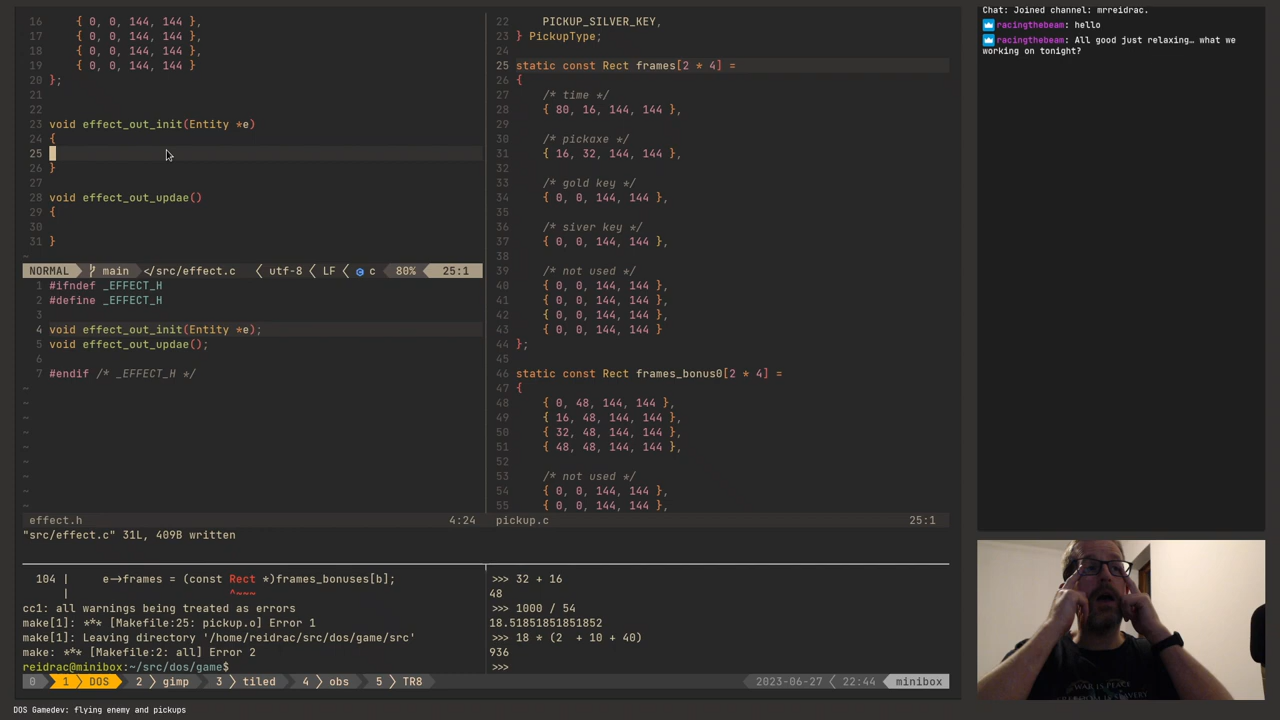 16     { 0, 0, 144, 144 },
17     { 0, 0, 144, 144 },
18     { 0, 0, 144, 144 },
19     { 0, 0, 144, 144 }
20 };
21
22
23 void effect_out_init(Entity *e)
24 {
25
26 }
27
28 void effect_out_updae()
29 {
30
31 }
~
NORMAL main </src/effect.c < utf-8 < LF < c 80% 25:1
1 #ifndef _EFFECT_H
2 #define _EFFECT_H
3
4 void effect_out_init(Entity *e);
5 void effect_out_updae();
6
7 #endif /* _EFFECT_H */
~
~
~
~
~
~
~
~
effect.h 4:24
"src/effect.c" 31L, 409B written
22     PICKUP_SILVER_KEY,
23 } PickupType;
24
25 static const Rect frames[2 * 4] =
26 {
27     /* time */
28     { 80, 16, 144, 144 },
29
30     /* pickaxe */
31     { 16, 32, 144, 144 },
32
33     /* gold key */
34     { 0, 0, 144, 144 },
35
36     /* siver key */
37     { 0, 0, 144, 144 },
38
39     /* not used */
40     { 0, 0, 144, 144 },
41     { 0, 0, 144, 144 },
42     { 0, 0, 144, 144 },
43     { 0, 0, 144, 144 }
44 };
45
46 static const Rect frames_bonus0[2 * 4] =
47 {
48     { 0, 48, 144, 144 },
49     { 16, 48, 144, 144 },
50     { 32, 48, 144, 144 },
51     { 48, 48, 144, 144 },
52
53     /* not used */
54     { 0, 0, 144, 144 },
55     { 0, 0, 144, 144 },
pickup.c 25:1
104 |     e->frames = (const Rect *)frames_bonuses[b];
|                 ^~~~
cc1: all warnings being treated as errors
make[1]: *** [Makefile:25: pickup.o] Error 1
make[1]: Leaving directory '/home/reidrac/src/dos/game/src'
make: *** [Makefile:2: all] Error 2
reidrac@minibox:~/src/dos/game$
>>> 32 + 16
48
>>> 1000 / 54
18.51851851851852
>>> 18 * (2  + 10 + 40)
936
>>>
0 1 DOS 2 gimp 3 tiled 4 obs 5 TR8 2023-06-27 22:44 minibox
DOS Gamedev: flying enemy and pickups
Chat: Joined channel: mrreidrac.
racingthebeam: hello
racingthebeam: All good just relaxing… what we
working on tonight?
WAR IS PEACE